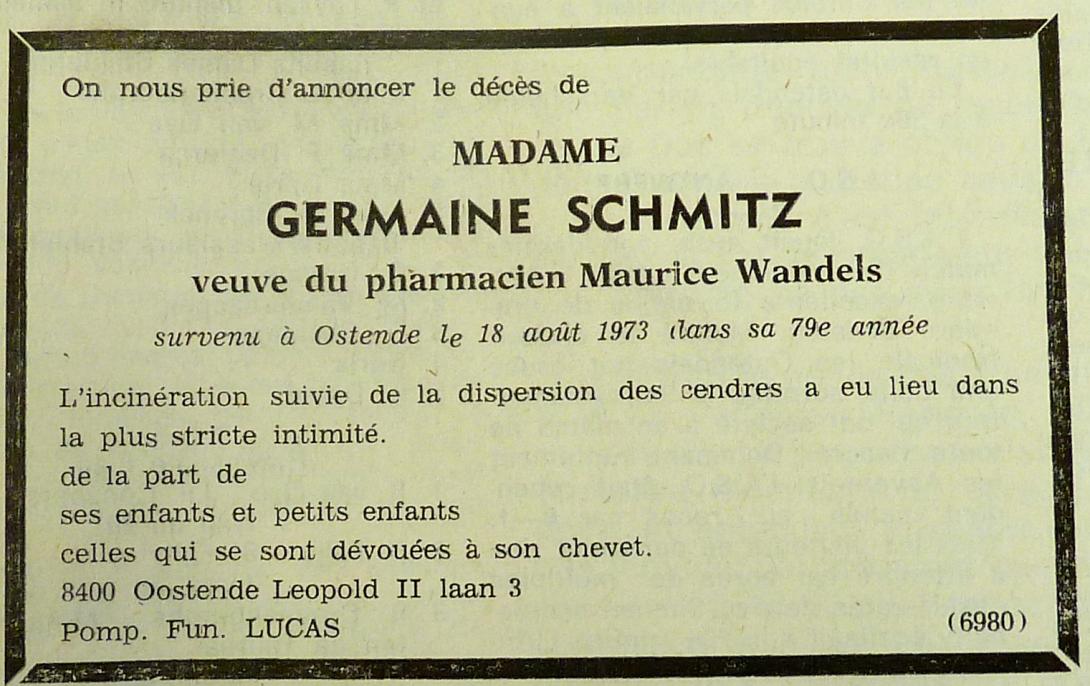 On nous prie d'annoncer le décès de
MADAME
GERMAINE SCHMITZ
veuve du pharmacien Maurice Wandels
survenu à Ostende le 18 août 1973 dans sa 79e année
L'incinération suivie de la dispersion des cendres a eu lieu dans
la plus stricte intimité.
de la part de
ses enfants et petits enfants
celles qui se sont dévouées à son chevet.
8400 Oostende Leopold II laan 3
Pomp. Fun. LUCAS
(6980)